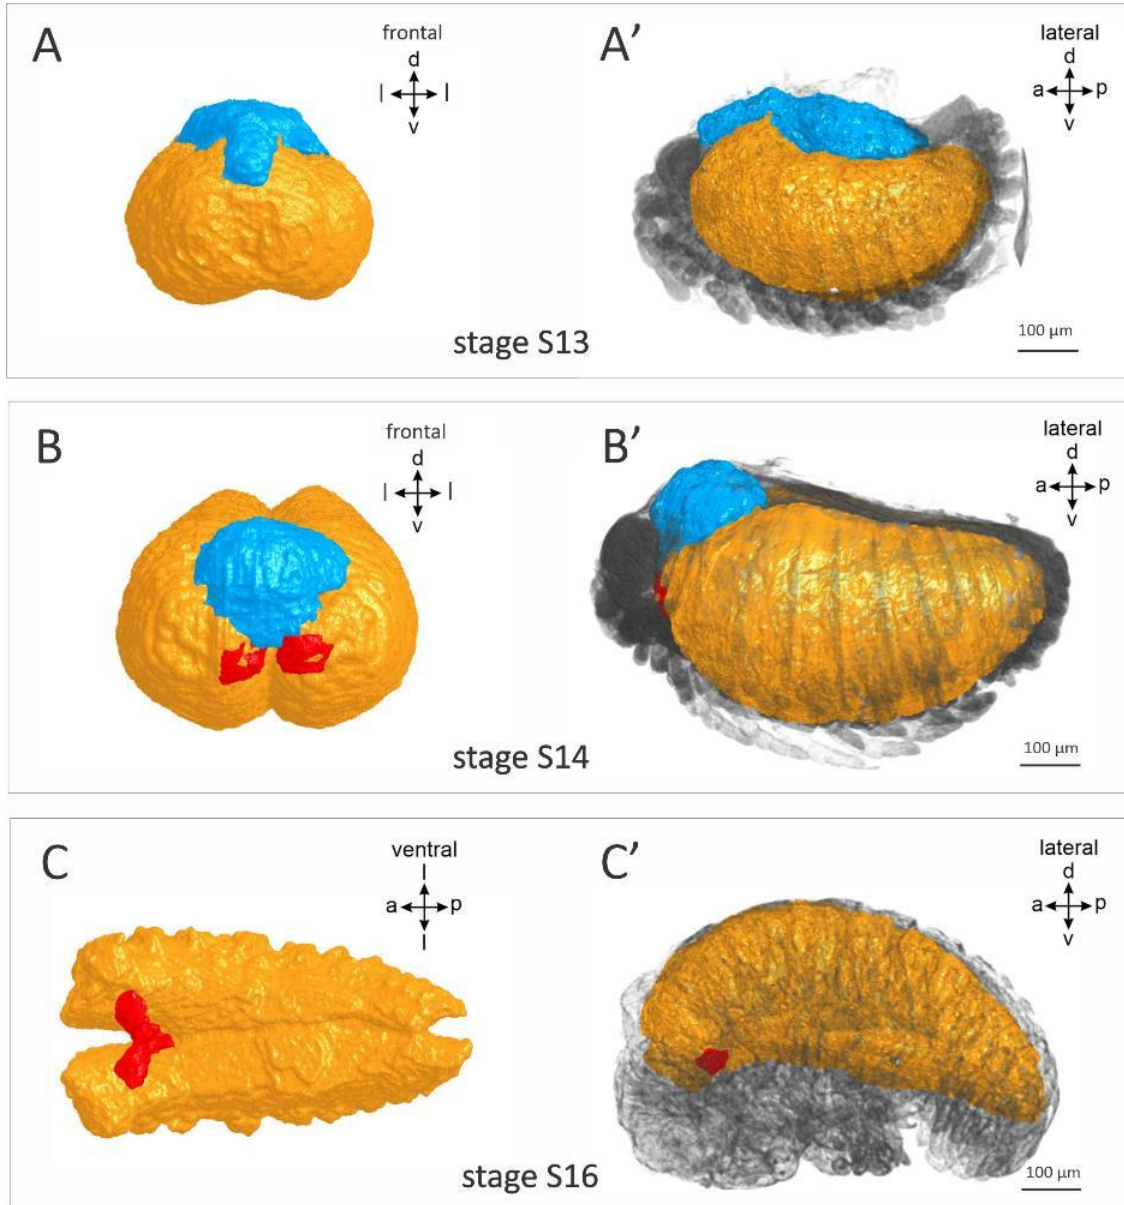 A
frontal
d
l l
v
A'
lateral
d
a p
v
stage S13
100 µm
B
frontal
d
l l
v
B'
lateral
d
a p
v
stage S14
100 µm
C
ventral
l
a p
l
C'
lateral
d
a p
v
stage S16
100 µm